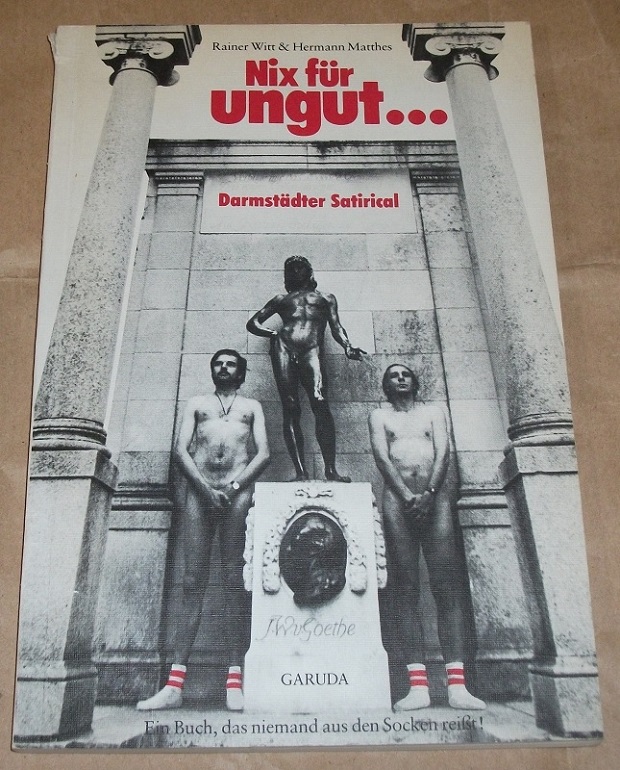 Rainer Witt & Hermann Matthes
Nix für
ungut...
Darmstädter Satirical
J.W.v.Goethe
GARUDA
Ein Buch, das niemand aus den Socken reißt!